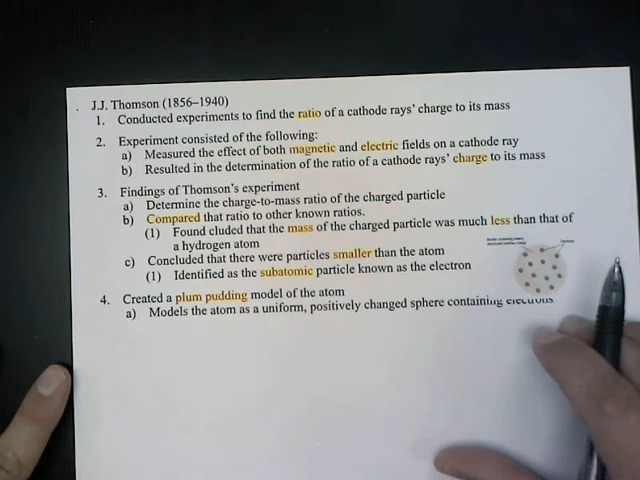 J.J. Thomson (1856–1940)
1. Conducted experiments to find the ratio of a cathode rays' charge to its mass
2. Experiment consisted of the following:
a) Measured the effect of both magnetic and electric fields on a cathode ray
b) Resulted in the determination of the ratio of a cathode rays' charge to its mass
3. Findings of Thomson's experiment
a) Determine the charge-to-mass ratio of the charged particle
b) Compared that ratio to other known ratios.
(1) Found cluded that the mass of the charged particle was much less than that of
a hydrogen atom
c) Concluded that there were particles smaller than the atom
(1) Identified as the subatomic particle known as the electron
4. Created a plum pudding model of the atom
a) Models the atom as a uniform, positively changed sphere containing electrons